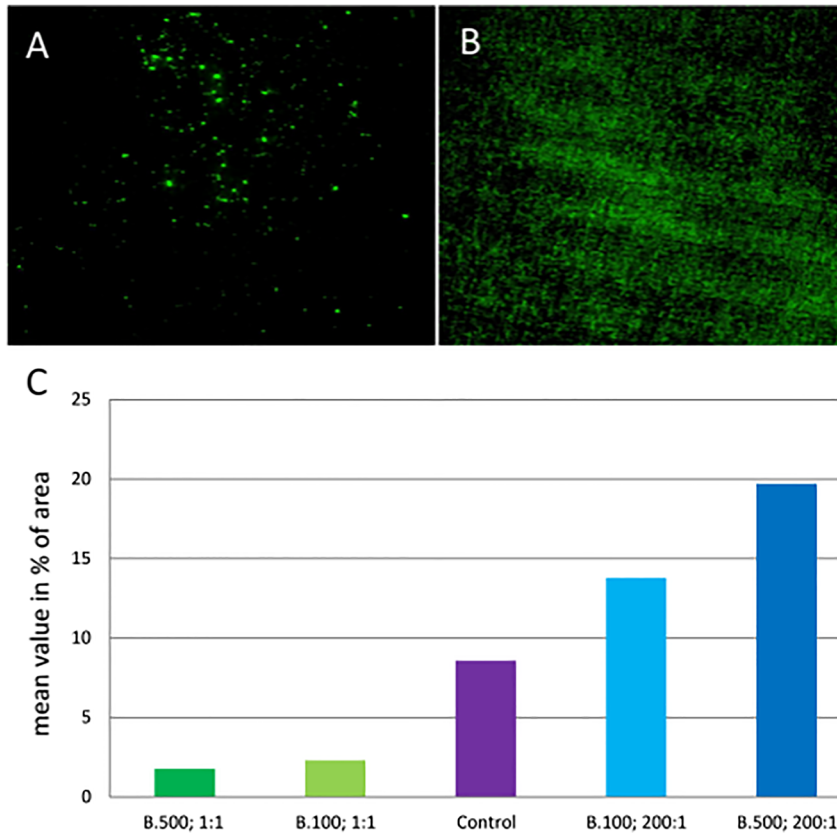 A
B
C
mean value in % of area
25
20
15
10
5
0
B.500; 1:1
B.100; 1:1
Control
B.100; 200:1
B.500; 200:1